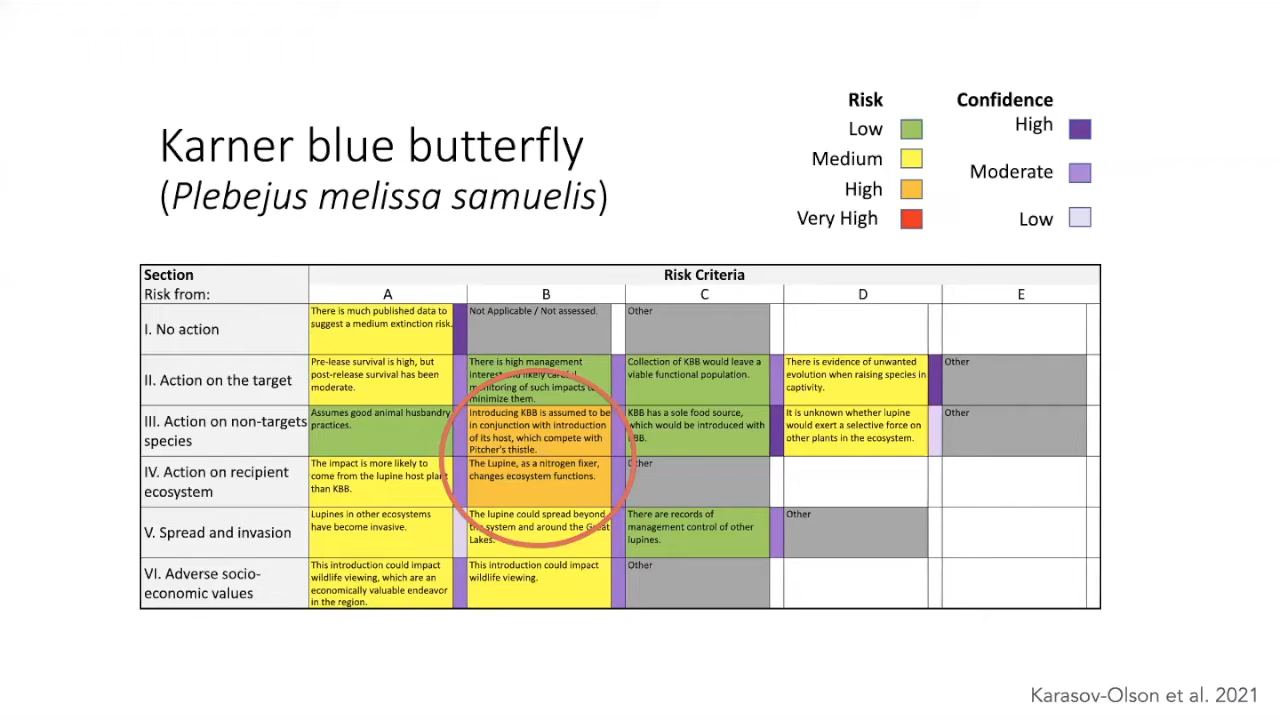 Karner blue butterfly
(Plebejus melissa samuelis)
Risk
Low
Medium
High
Very High
Confidence
High
Moderate
Low
Section
Risk from:
Risk Criteria
A
B
C
D
E
I. No action
There is much published data to
suggest a medium extinction risk.
Not Applicable / Not assessed.
Other
II. Action on the target
Pre-lease survival is high, but
post-release survival has been
moderate.
There is high management
interest and likely careful
monitoring of such impacts to
minimize them.
Collection of KBB would leave a
viable functional population.
There is evidence of unwanted
evolution when raising species in
captivity.
Other
III. Action on non-targets
species
Assumes good animal husbandry
practices.
Introducing KBB is assumed to be
in conjunction with introduction
of its host, which compete with
Pitcher's thistle.
KBB has a sole food source,
which would be introduced with
KBB.
It is unknown whether lupine
would exert a selective force on
other plants in the ecosystem.
Other
IV. Action on recipient
ecosystem
The impact is more likely to
come from the lupine host plant
than KBB.
The Lupine, as a nitrogen fixer,
changes ecosystem functions.
Other
V. Spread and invasion
Lupines in other ecosystems
have become invasive.
The lupine could spread beyond
the system and around the Great
Lakes.
There are records of
management control of other
lupines.
Other
VI. Adverse socio-
economic values
This introduction could impact
wildlife viewing, which are an
economically valuable endeavor
in the region.
This introduction could impact
wildlife viewing.
Other
Karasov-Olson et al. 2021